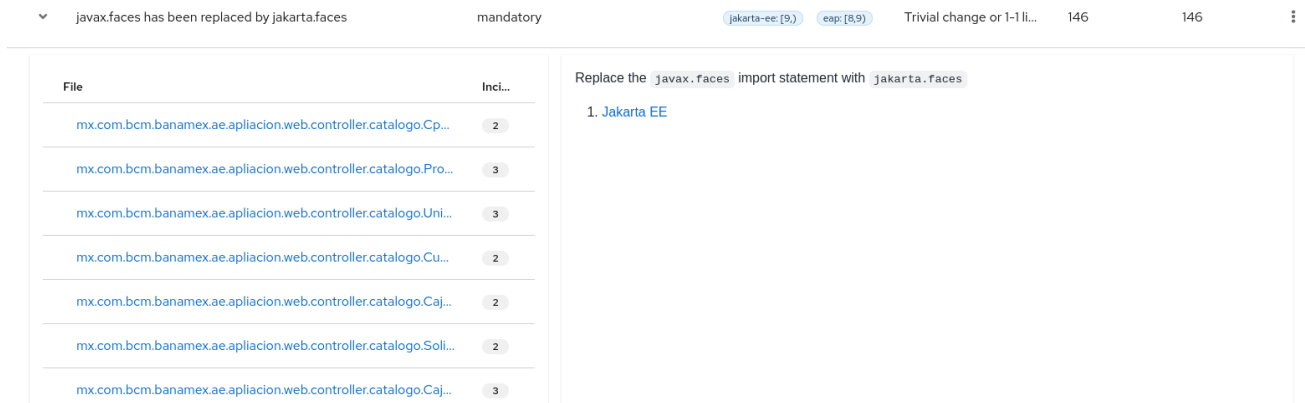 javax.faces has been replaced by jakarta.faces mandatory jakarta-ee: [9,) eap: [8,9) Trivial change or 1-1 li... 146 146
File Inci...
mx.com.bcm.banamex.ae.apliacion.web.controller.catalogo.Cp... 2
mx.com.bcm.banamex.ae.apliacion.web.controller.catalogo.Pro... 3
mx.com.bcm.banamex.ae.apliacion.web.controller.catalogo.Uni... 3
mx.com.bcm.banamex.ae.apliacion.web.controller.catalogo.Cu... 2
mx.com.bcm.banamex.ae.apliacion.web.controller.catalogo.Caj... 2
mx.com.bcm.banamex.ae.apliacion.web.controller.catalogo.Soli... 2
mx.com.bcm.banamex.ae.apliacion.web.controller.catalogo.Caj... 3
Replace the javax.faces import statement with jakarta.faces
1. Jakarta EE